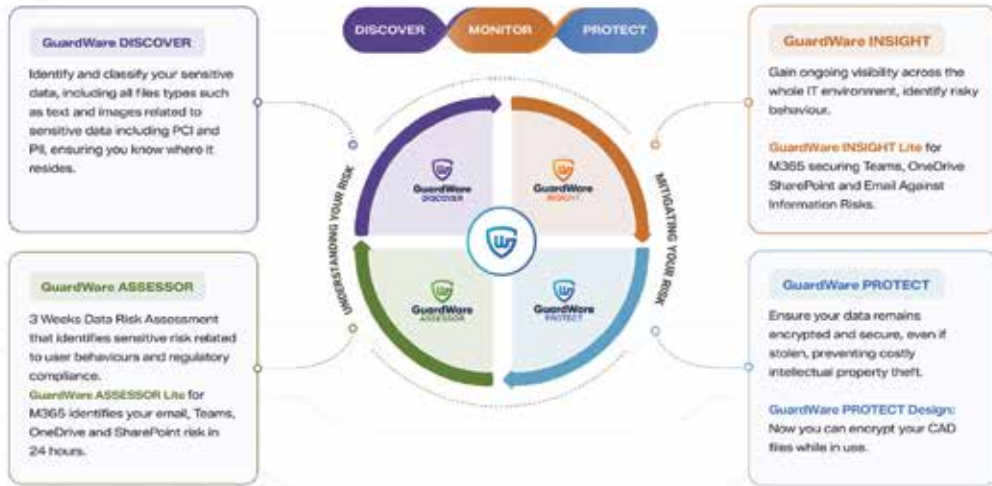 DISCOVER MONITOR PROTECT
GuardWare DISCOVER
Identify and classify your sensitive
data, including all files types such
as text and images related to
sensitive data including PCI and
PII, ensuring you know where it
resides.
GuardWare ASSESSOR
3 Weeks Data Risk Assessment
that identifies sensitive risk related
to user behaviours and regulatory
compliance.
GuardWare ASSESSOR Lite for
M365 identifies your email, Teams,
OneDrive and SharePoint risk in
24 hours.
UNDERSTANDING YOUR RISK
GuardWare
DISCOVER
GuardWare
INSIGHT
GuardWare
ASSESSOR
GuardWare
PROTECT
MITIGATING YOUR RISK
GuardWare INSIGHT
Gain ongoing visibility across the
whole IT environment, identify risky
behaviour.
GuardWare INSIGHT Lite for
M365 securing Teams, OneDrive
SharePoint and Email Against
Information Risks.
GuardWare PROTECT
Ensure your data remains
encrypted and secure, even if
stolen, preventing costly
intellectual property theft.
GuardWare PROTECT Design:
Now you can encrypt your CAD
files while in use.